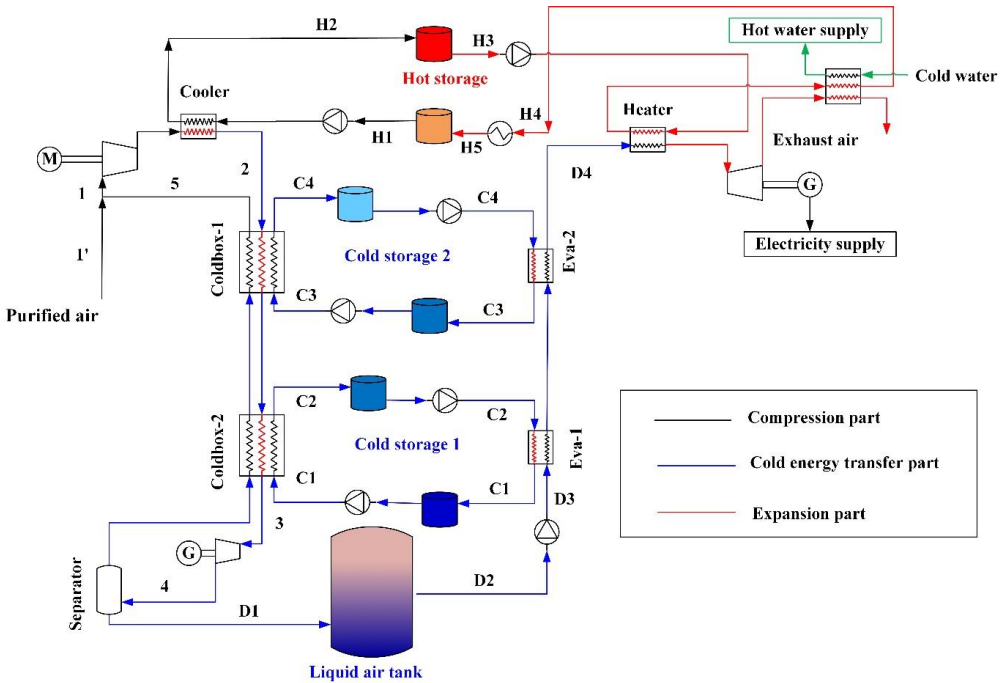 H2
H3
Hot water supply
Hot storage
Cold water
Cooler
Heater
H4
H1
H5
Exhaust air
M
2
D4
1
5
C4
C4
G
Coldbox-1
Eva-2
1'
Cold storage 2
Electricity supply
C3
C3
Purified air
C2
C2
Coldbox-2
Cold storage 1
Eva-1
Compression part
C1
C1
Cold energy transfer part
D3
3
Expansion part
G
Separator
4
D2
D1
Liquid air tank